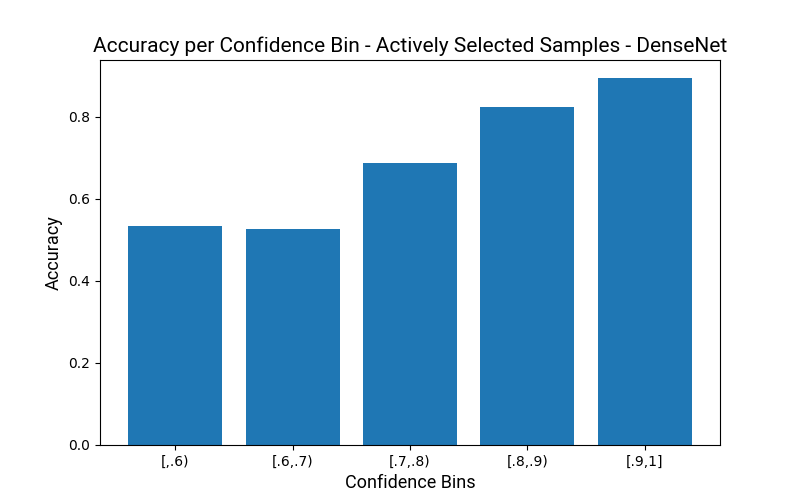 Accuracy per Confidence Bin - Actively Selected Samples - DenseNet
Accuracy
0.8
0.6
0.4
0.2
0.0
[,.6) [.6,.7) [.7,.8) [.8,.9) [.9,1]
Confidence Bins